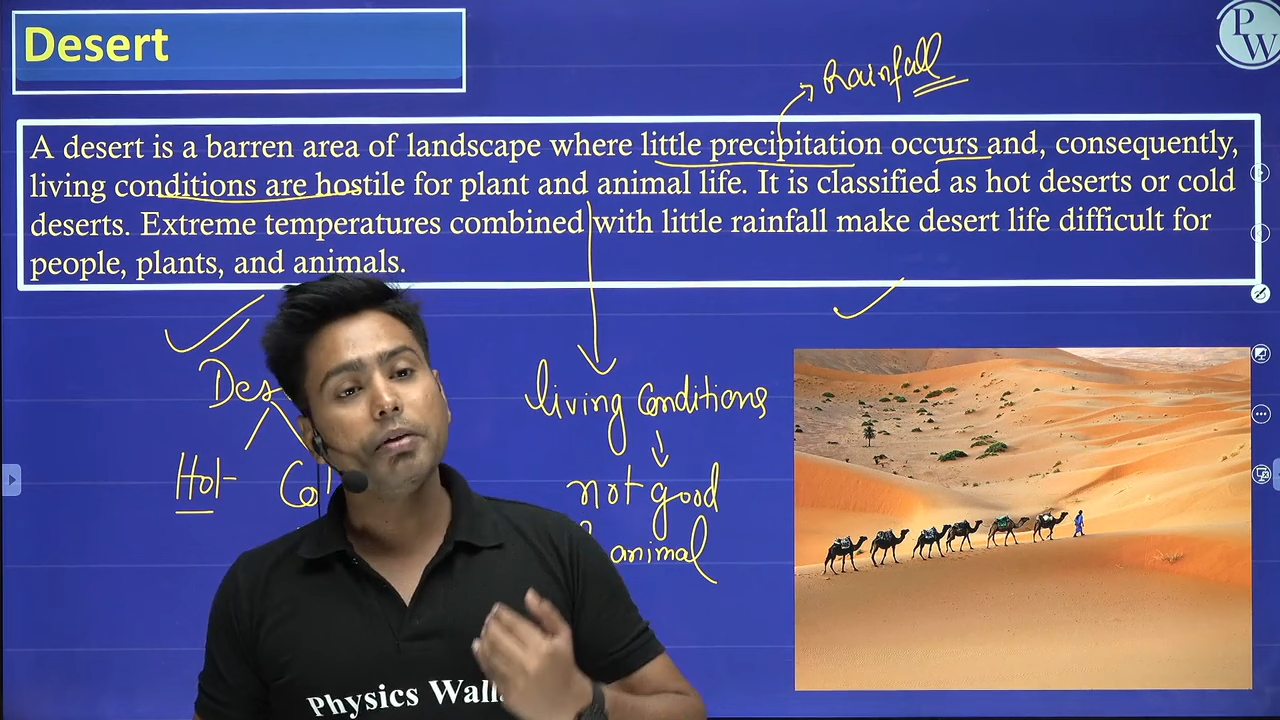 Desert
PW
Rainfall
A desert is a barren area of landscape where little precipitation occurs and, consequently,
living conditions are hostile for plant and animal life. It is classified as hot deserts or cold
deserts. Extreme temperatures combined with little rainfall make desert life difficult for
people, plants, and animals.
Des
living conditions
Hot
not good
animal
Physics